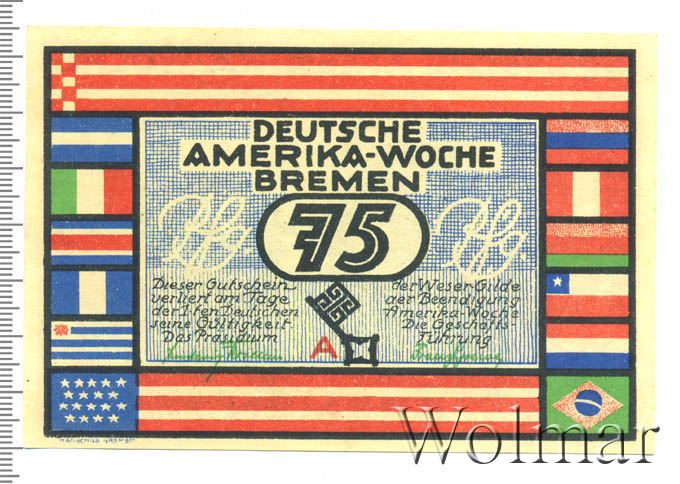 DEUTSCHE
AMERIKA-WOCHE
BREMEN
Pfg. 75 Pfg.
Dieser Gutschein
verliert am Tage
der I.ten Deutschen
seine Gültigkeit.
Das Präsidium
der Weser Gilde
der Beendigung
Amerika-Woche
Die Geschäfts-
führung
A
HAUSCHILD BREMEN
Wolmar